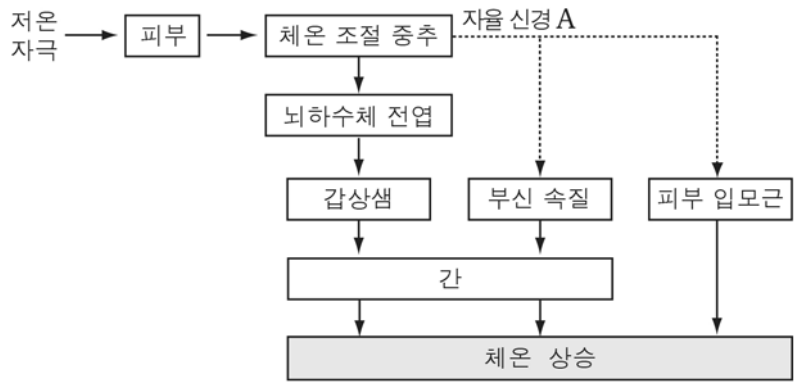 저온
자극
피부
체온 조절 중추
자율 신경 A
뇌하수체 전엽
갑상샘
부신 속질
피부 입모근
간
체온 상승